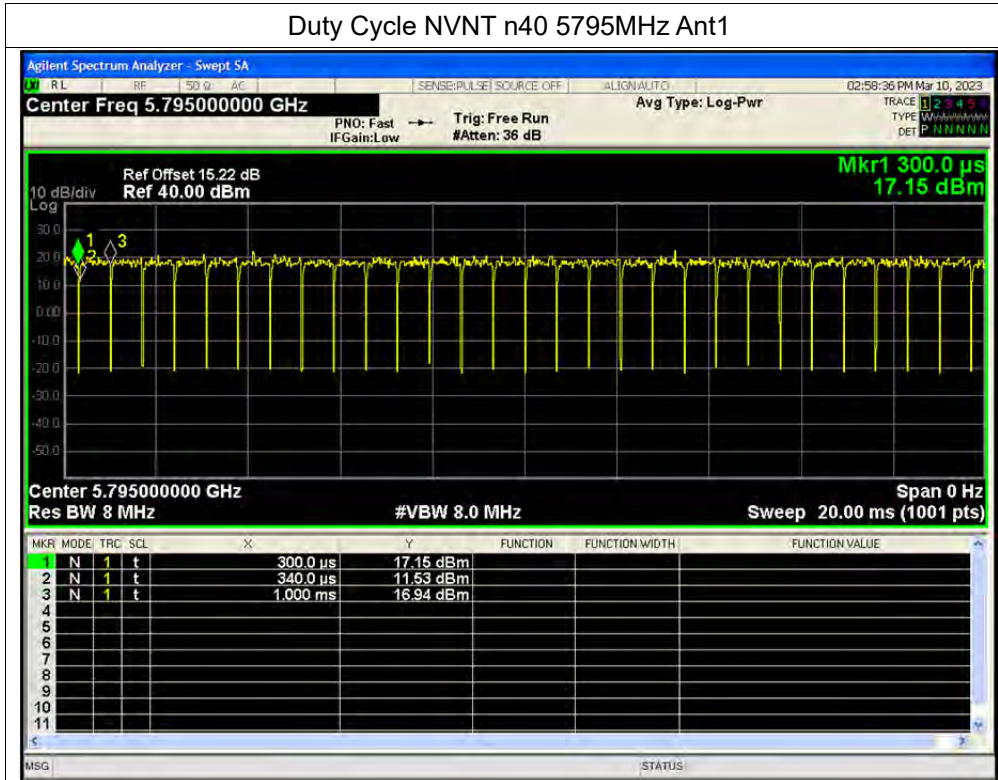 Duty Cycle NVNT n40 5795MHz Ant1
Agilent Spectrum Analyzer - Swept SA
RL RF 50 Ω AC SENSE:PULSE SOURCE OFF ALIGN AUTO 02:58:36 PM Mar 10, 2023
Center Freq 5.795000000 GHz
PNO: Fast
IFGain:Low
Trig: Free Run
#Atten: 36 dB
Avg Type: Log-Pwr
TRACE 1 2 3 4 5
TYPE W
DET P N N N N N
Mkr1 300.0 µs
17.15 dBm
Ref Offset 15.22 dB
10 dB/div Ref 40.00 dBm
Log
30.0
20.0
10.0
0.00
-10.0
-20.0
-30.0
-40.0
-50.0
1
2
3
Center 5.795000000 GHz Span 0 Hz
Res BW 8 MHz #VBW 8.0 MHz Sweep 20.00 ms (1001 pts)
MKR MODE TRC SCL X Y FUNCTION FUNCTION WIDTH FUNCTION VALUE
1 N 1 t 300.0 µs 17.15 dBm
2 N 1 t 340.0 µs 11.53 dBm
3 N 1 t 1.000 ms 16.94 dBm
4
5
6
7
8
9
10
11
MSG STATUS